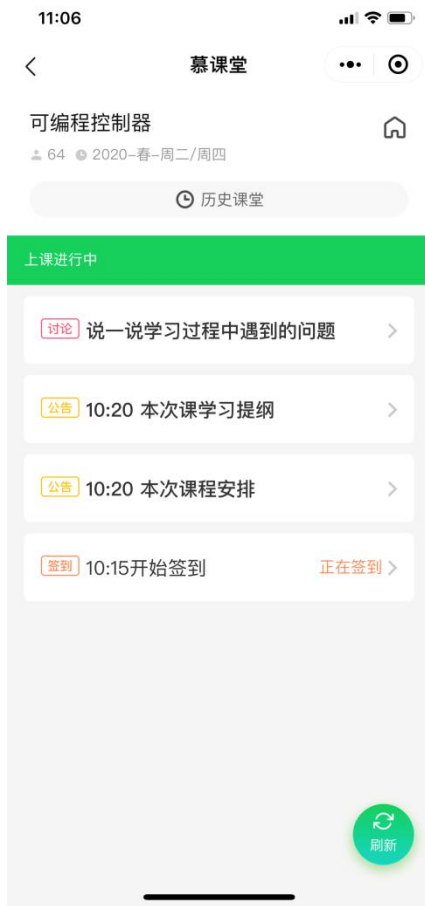 11:06
慕课堂
可编程控制器
64 2020-春-周二/周四
历史课堂
上课进行中
讨论 说一说学习过程中遇到的问题
公告 10:20 本次课学习提纲
公告 10:20 本次课程安排
签到 10:15开始签到 正在签到
刷新